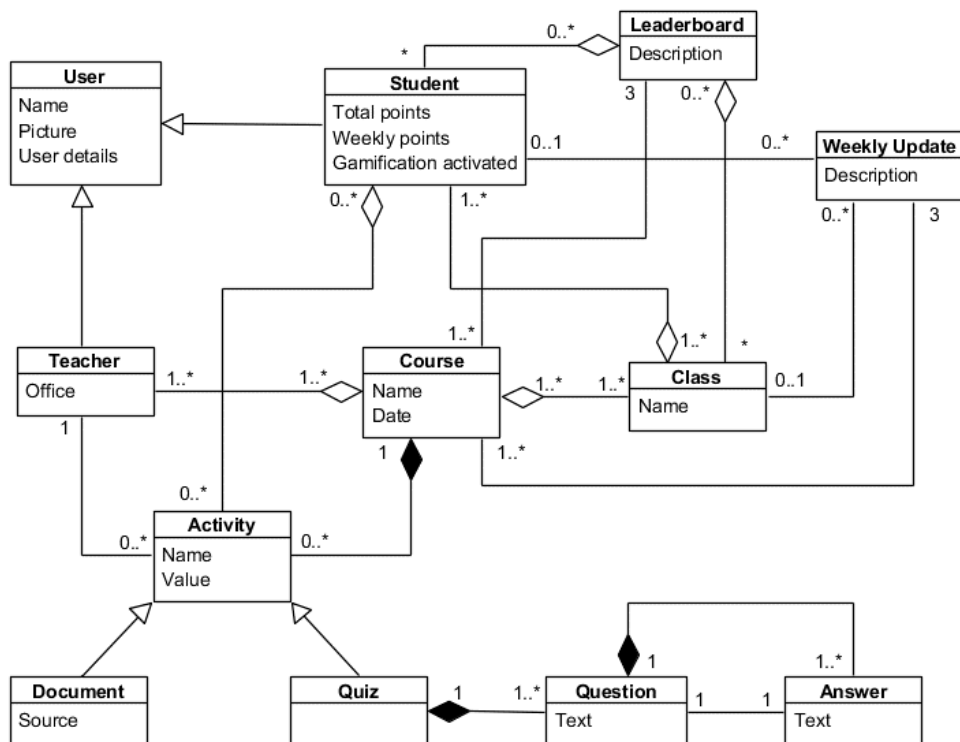 Leaderboard
Description
0..*
*
3
0..*
User
Name
Picture
User details
Student
Total points
Weekly points
Gamification activated
0..1
0..*
Weekly Update
Description
0..*
1..*
0..*
3
1..*
1..*
*
Teacher
Office
1..*
1..*
Course
Name
Date
1..*
1..*
Class
Name
0..1
1
1
1..*
0..*
Activity
Name
Value
0..*
0..*
Document
Source
Quiz
1
1..*
Question
Text
1
1
1
1..*
Answer
Text